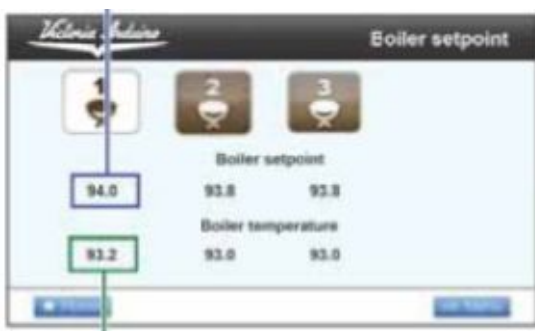 Victoria Arduino
Boiler setpoint
1 2 3
Boiler setpoint
94.0 93.8 93.8
Boiler temperature
93.2 93.0 93.0